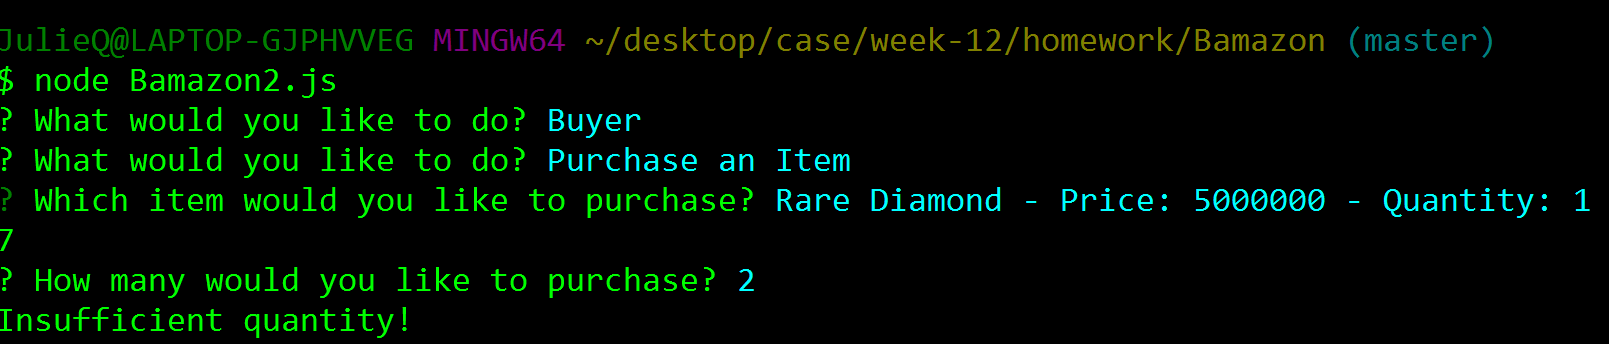 JulieQ@LAPTOP-GJPHVVEG MINGW64 ~/desktop/case/week-12/homework/Bamazon (master)
$ node Bamazon2.js
? What would you like to do? Buyer
? What would you like to do? Purchase an Item
? Which item would you like to purchase? Rare Diamond - Price: 5000000 - Quantity: 1
7
? How many would you like to purchase? 2
Insufficient quantity!